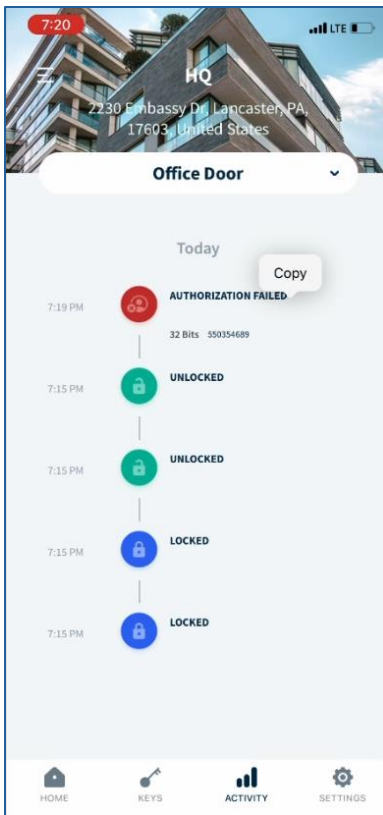 7:20
LTE
HQ
2230 Embassy Dr, Lancaster, PA,
17603, United States
Office Door
Today
Copy
7:19 PM
AUTHORIZATION FAILED
32 Bits 550354689
UNLOCKED
7:15 PM
UNLOCKED
7:15 PM
LOCKED
7:15 PM
LOCKED
7:15 PM
HOME
KEYS
ACTIVITY
SETTINGS